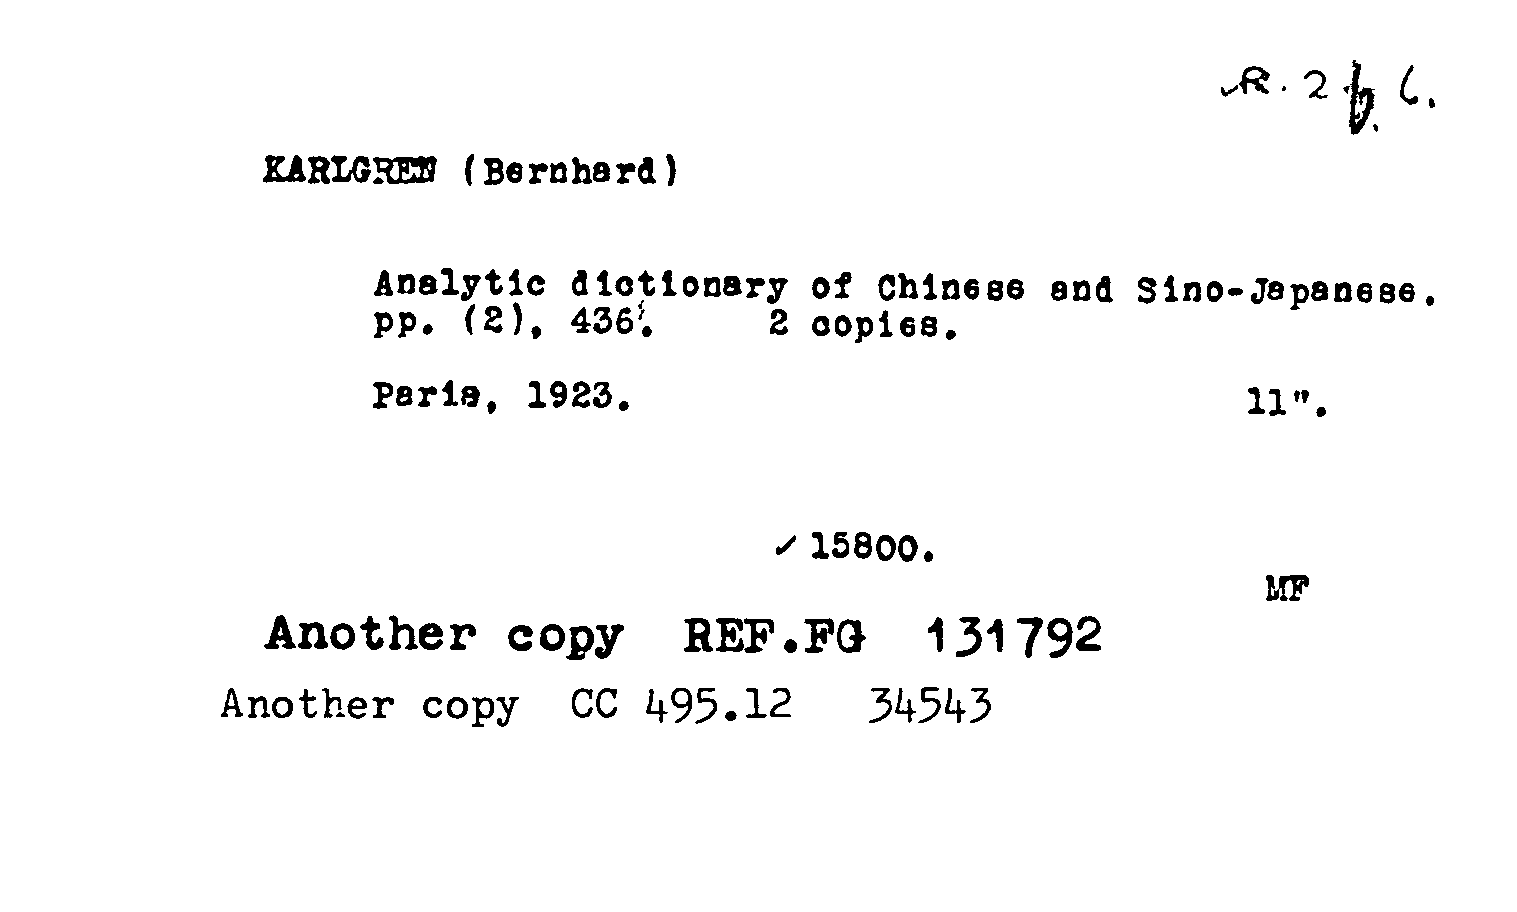 R. 2 b. 6.
KARLGREN (Bernhard)
Analytic dictionary of Chinese and Sino-Japanese.
pp. (2), 436. 2 copies.
Paris, 1923. 11".
✓ 15800.
MF
Another copy REF.FG 131792
Another copy CC 495.12 34543